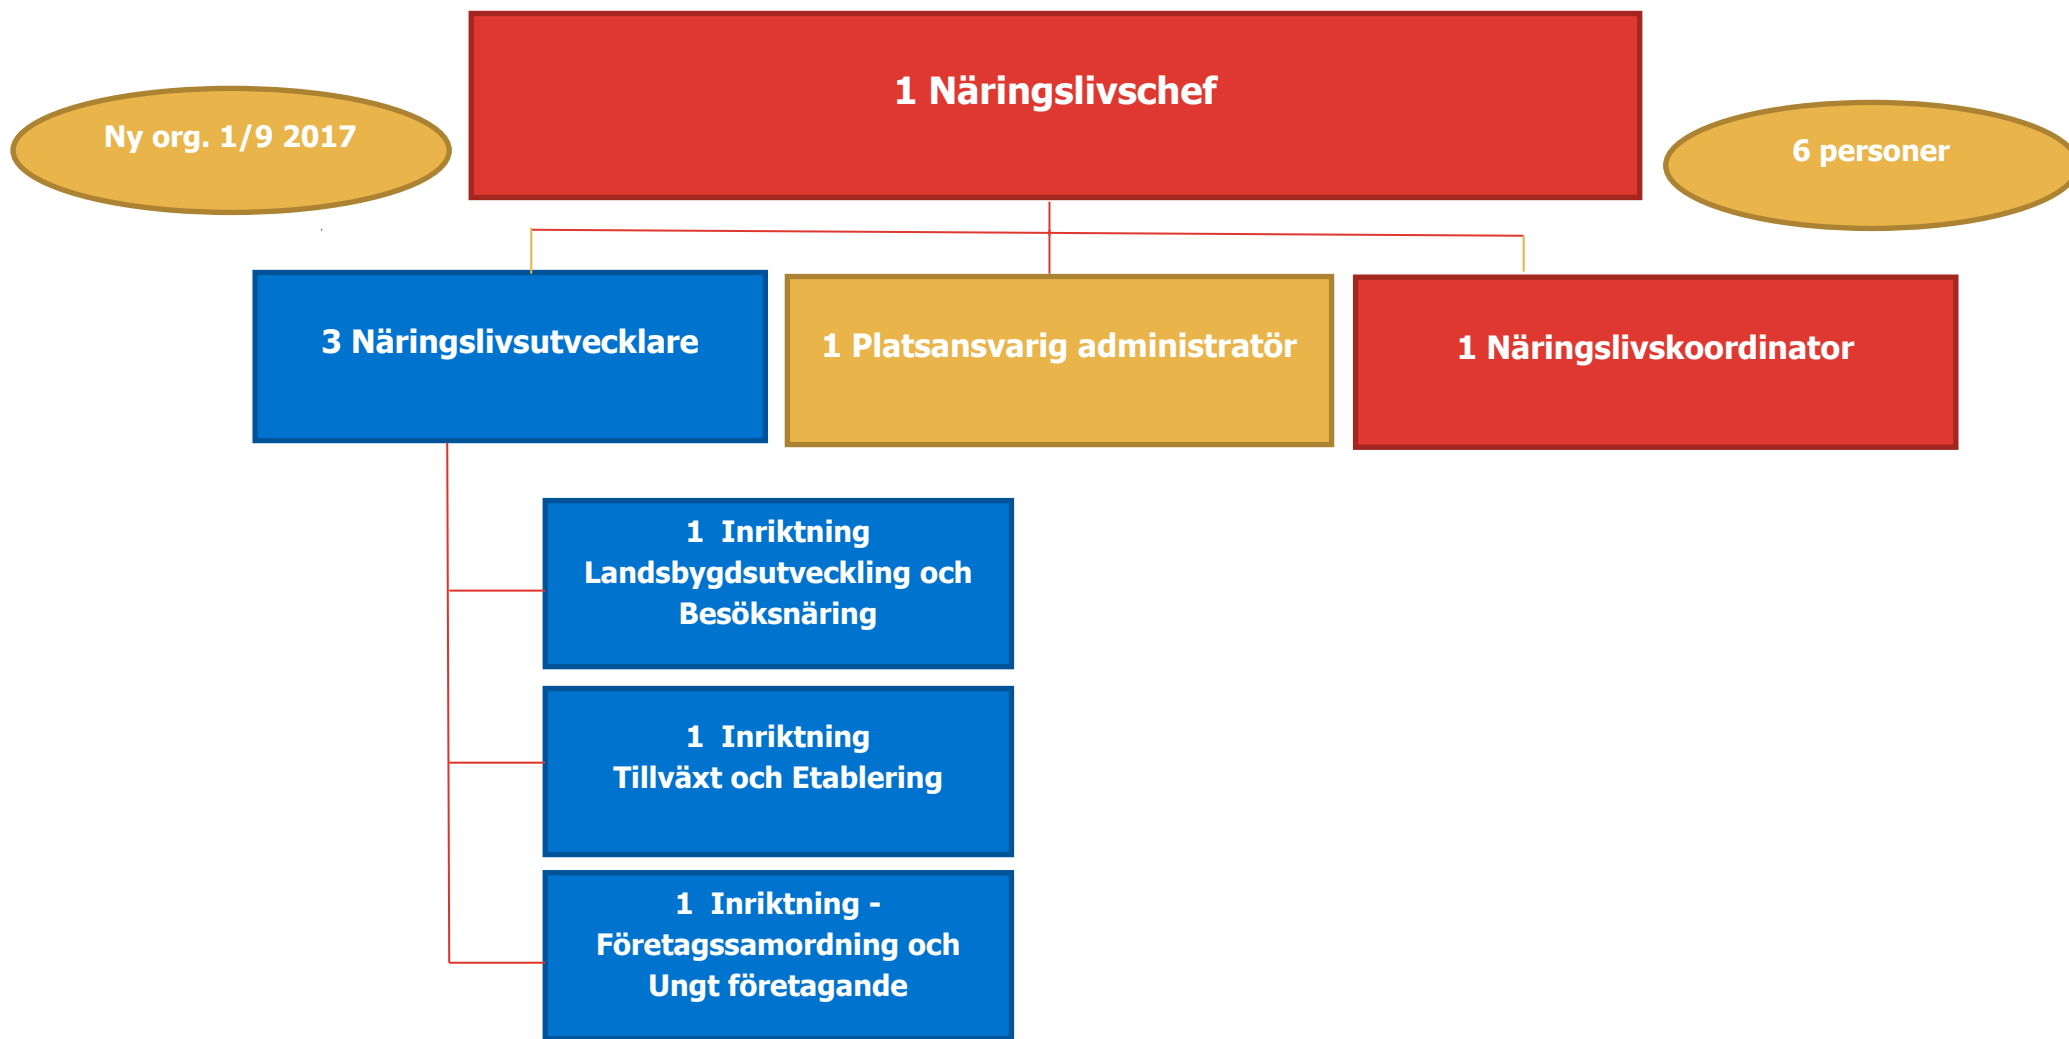 1 Näringslivschef
Ny org. 1/9 2017
6 personer
3 Näringslivsutvecklare
1 Platsansvarig administratör
1 Näringslivskoordinator
1  Inriktning
Landsbygdsutveckling och
Besöksnäring
1  Inriktning
Tillväxt och Etablering
1  Inriktning -
Företagssamordning och
Ungt företagande